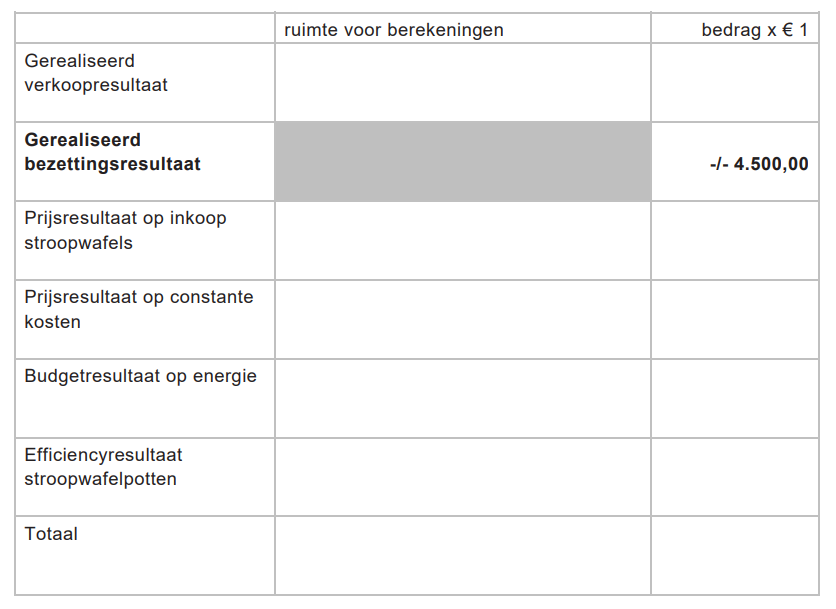 ruimte voor berekeningen bedrag x € 1
Gerealiseerd
verkoopresultaat
Gerealiseerd
bezettingsresultaat -/- 4.500,00
Prijsresultaat op inkoop
stroopwafels
Prijsresultaat op constante
kosten
Budgetresultaat op energie
Efficiencyresultaat
stroopwafelpotten
Totaal